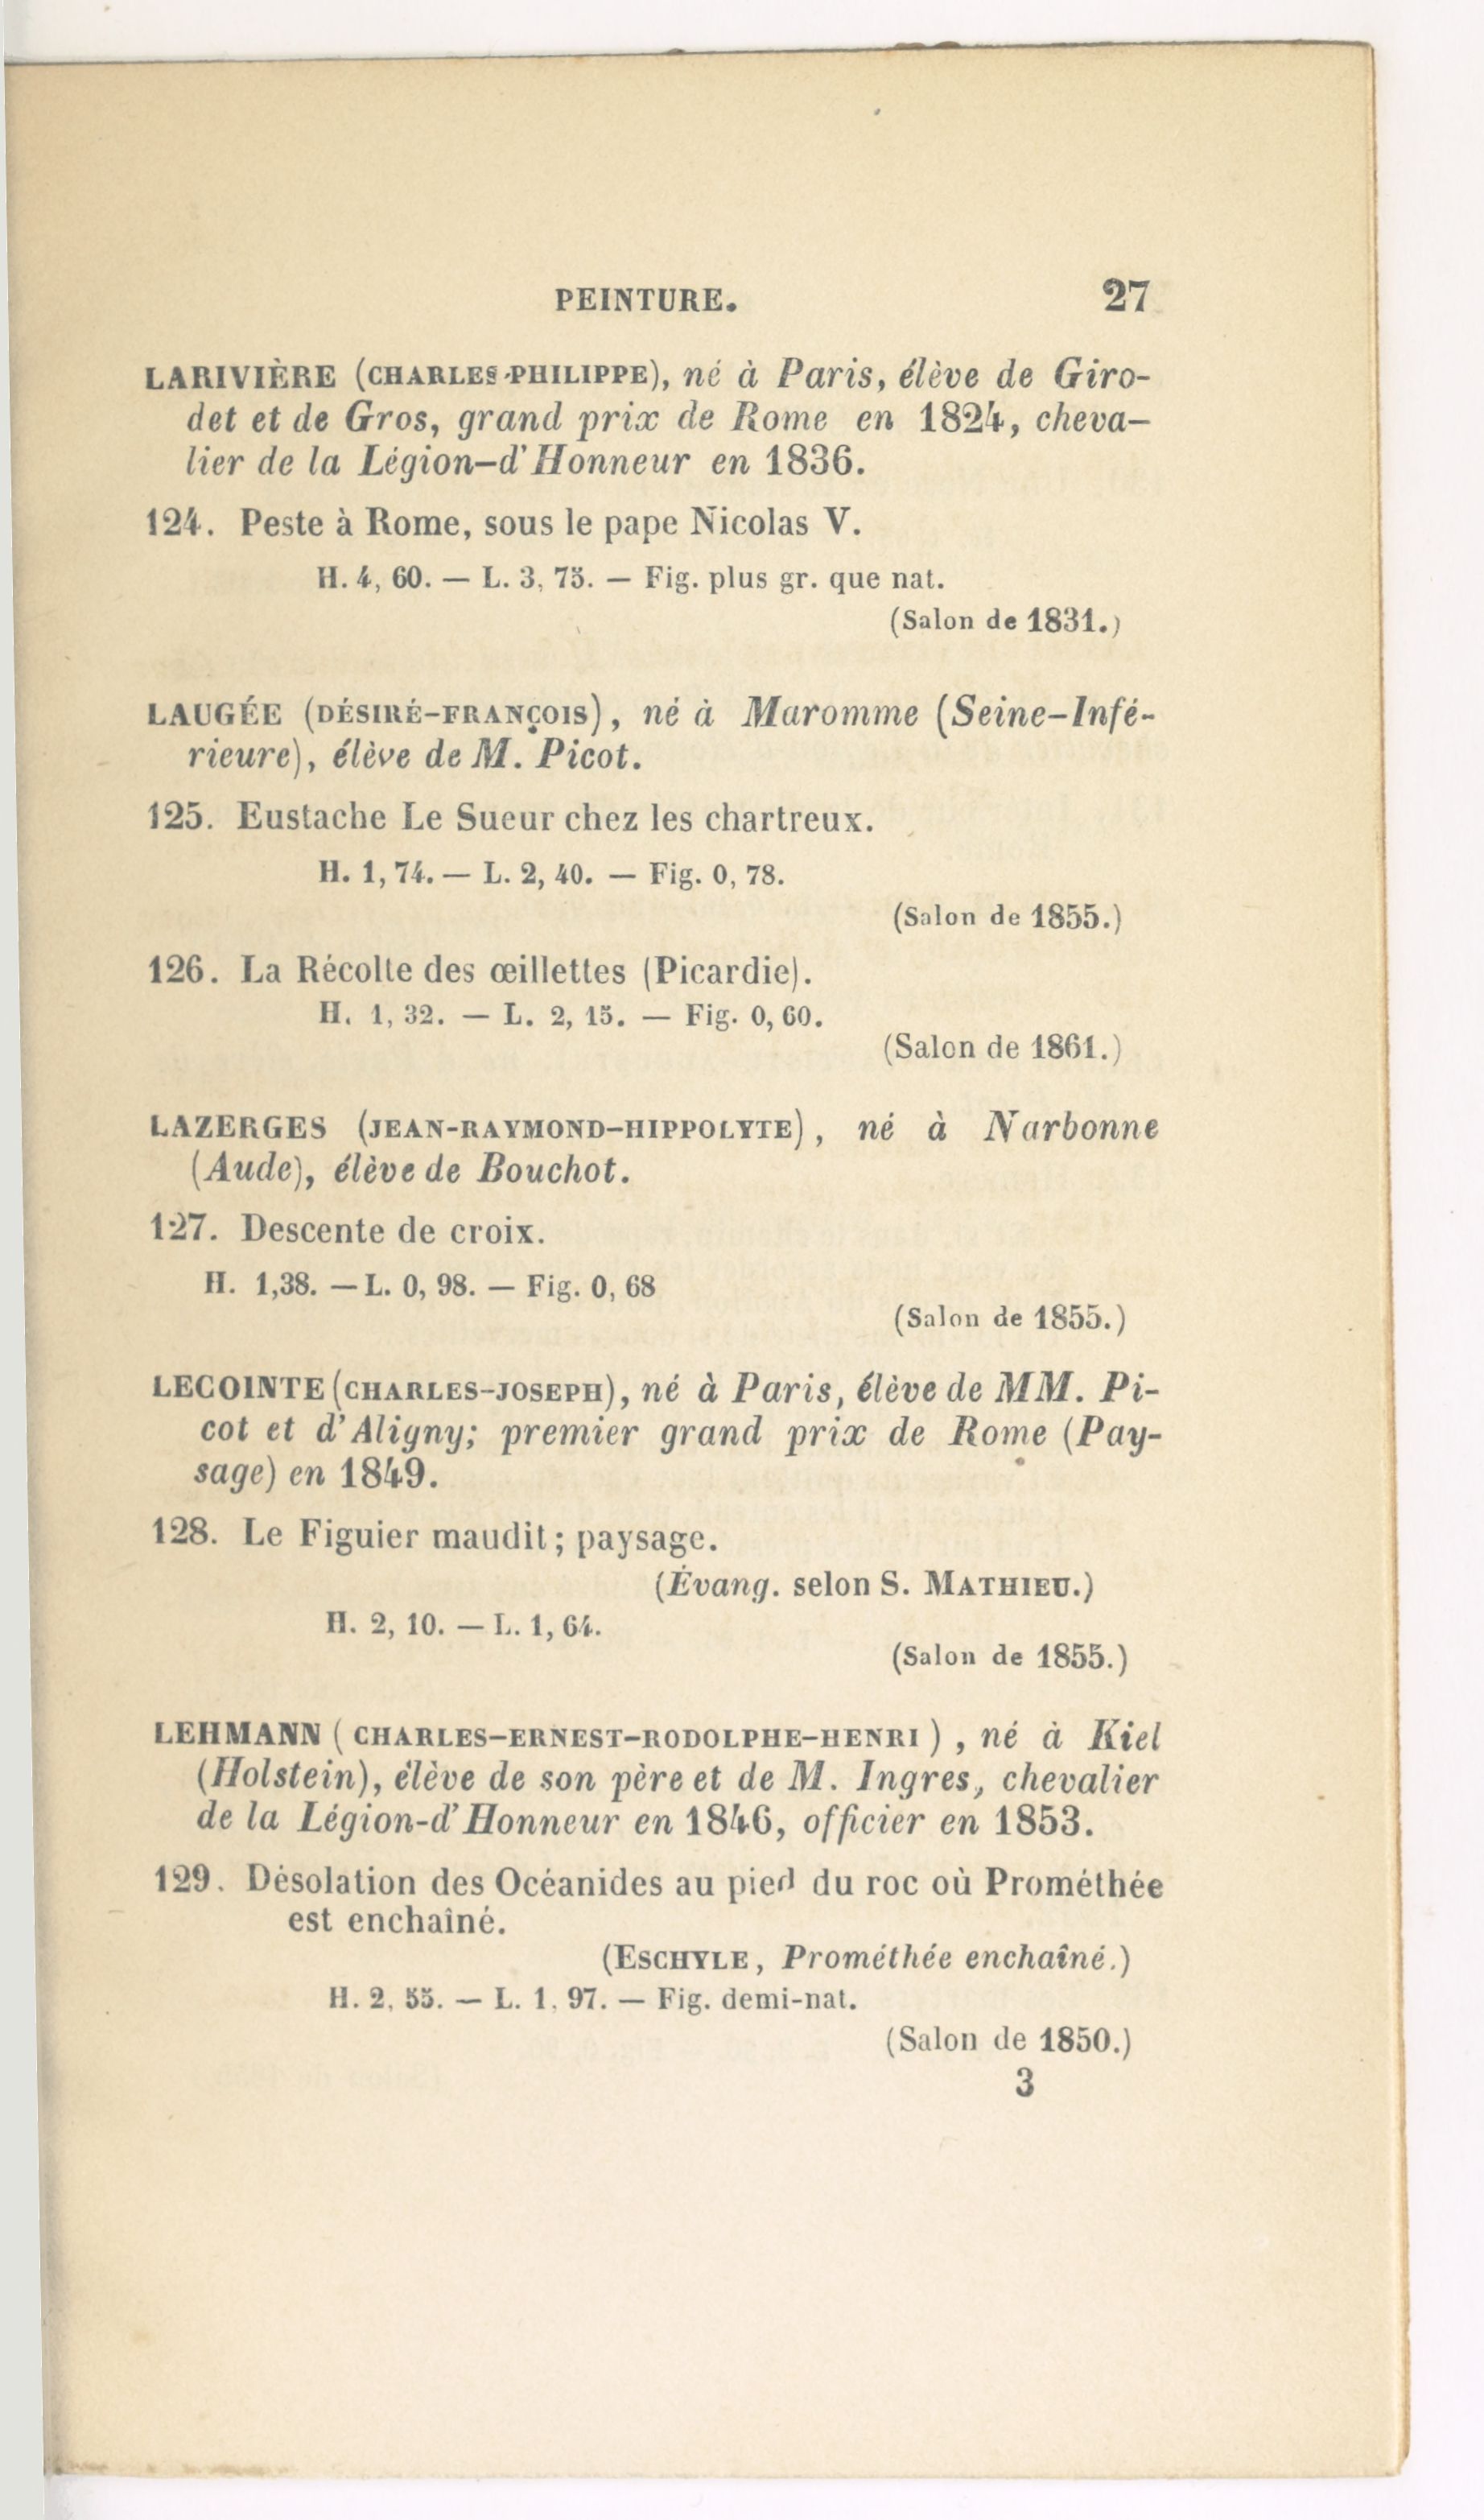 PEINTURE. 27
LARIVIÈRE (CHARLES-PHILIPPE), né à Paris, élève de Giro-
det et de Gros, grand prix de Rome en 1824, cheva-
lier de la Légion-d'Honneur en 1836.
124. Peste à Rome, sous le pape Nicolas V.
H. 4, 60. — L. 3, 75. — Fig. plus gr. que nat.
(Salon de 1831.)
LAUGÉE (DÉSIRÉ-FRANÇOIS), né à Maromme (Seine-Infé-
rieure), élève de M. Picot.
125. Eustache Le Sueur chez les chartreux.
H. 1, 74. — L. 2, 40. — Fig. 0, 78.
(Salon de 1855.)
126. La Récolte des œillettes (Picardie).
H. 1, 32. — L. 2, 15. — Fig. 0, 60.
(Salon de 1861.)
LAZERGES (JEAN-RAYMOND-HIPPOLYTE), né à Narbonne
(Aude), élève de Bouchot.
127. Descente de croix.
H. 1,38. — L. 0, 98. — Fig. 0, 68
(Salon de 1855.)
LECOINTE (CHARLES-JOSEPH), né à Paris, élève de MM. Pi-
cot et d'Aligny; premier grand prix de Rome (Pay-
sage) en 1849.
128. Le Figuier maudit; paysage.
(Évang. selon S. MATHIEU.)
H. 2, 10. — L. 1, 64.
(Salon de 1855.)
LEHMANN (CHARLES-ERNEST-RODOLPHE-HENRI), né à Kiel
(Holstein), élève de son père et de M. Ingres, chevalier
de la Légion-d'Honneur en 1846, officier en 1853.
129. Désolation des Océanides au pied du roc où Prométhée
est enchaîné.
(ESCHYLE, Prométhée enchaîné.)
H. 2, 55. — L. 1, 97. — Fig. demi-nat.
(Salon de 1850.)
3